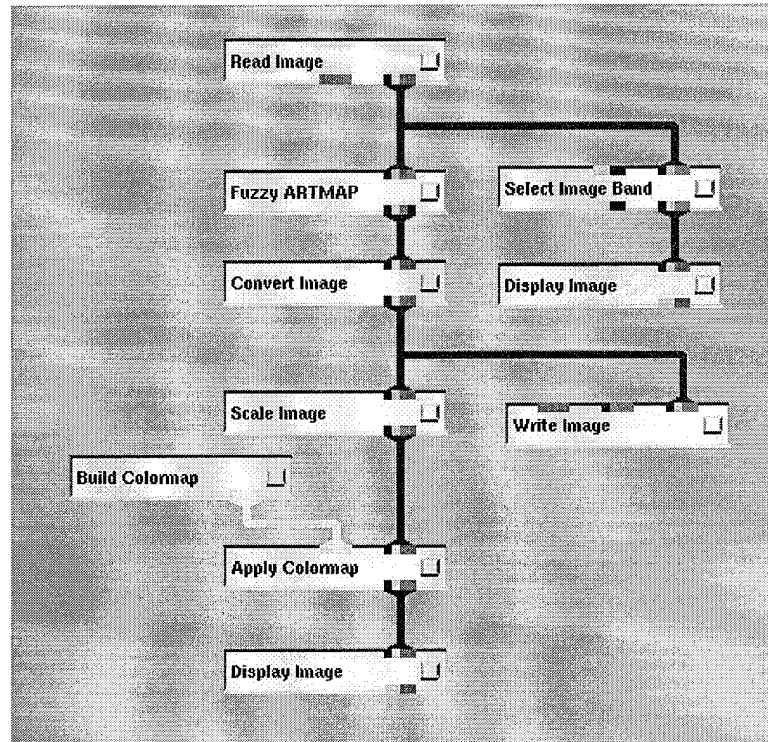 Read Image
Fuzzy ARTMAP
Select Image Band
Convert Image
Display Image
Scale Image
Write Image
Build Colormap
Apply Colormap
Display Image